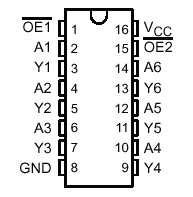 OE1 1 16 VCC
A1 2 15 OE2
Y1 3 14 A6
A2 4 13 Y6
Y2 5 12 A5
A3 6 11 Y5
Y3 7 10 A4
GND 8 9 Y4